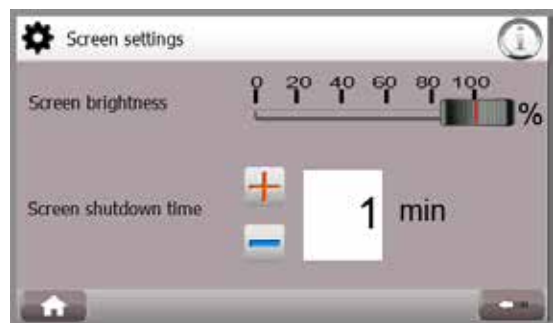 Screen settings
0 20 40 60 80 100
Screen brightness
%
Screen shutdown time
1 min